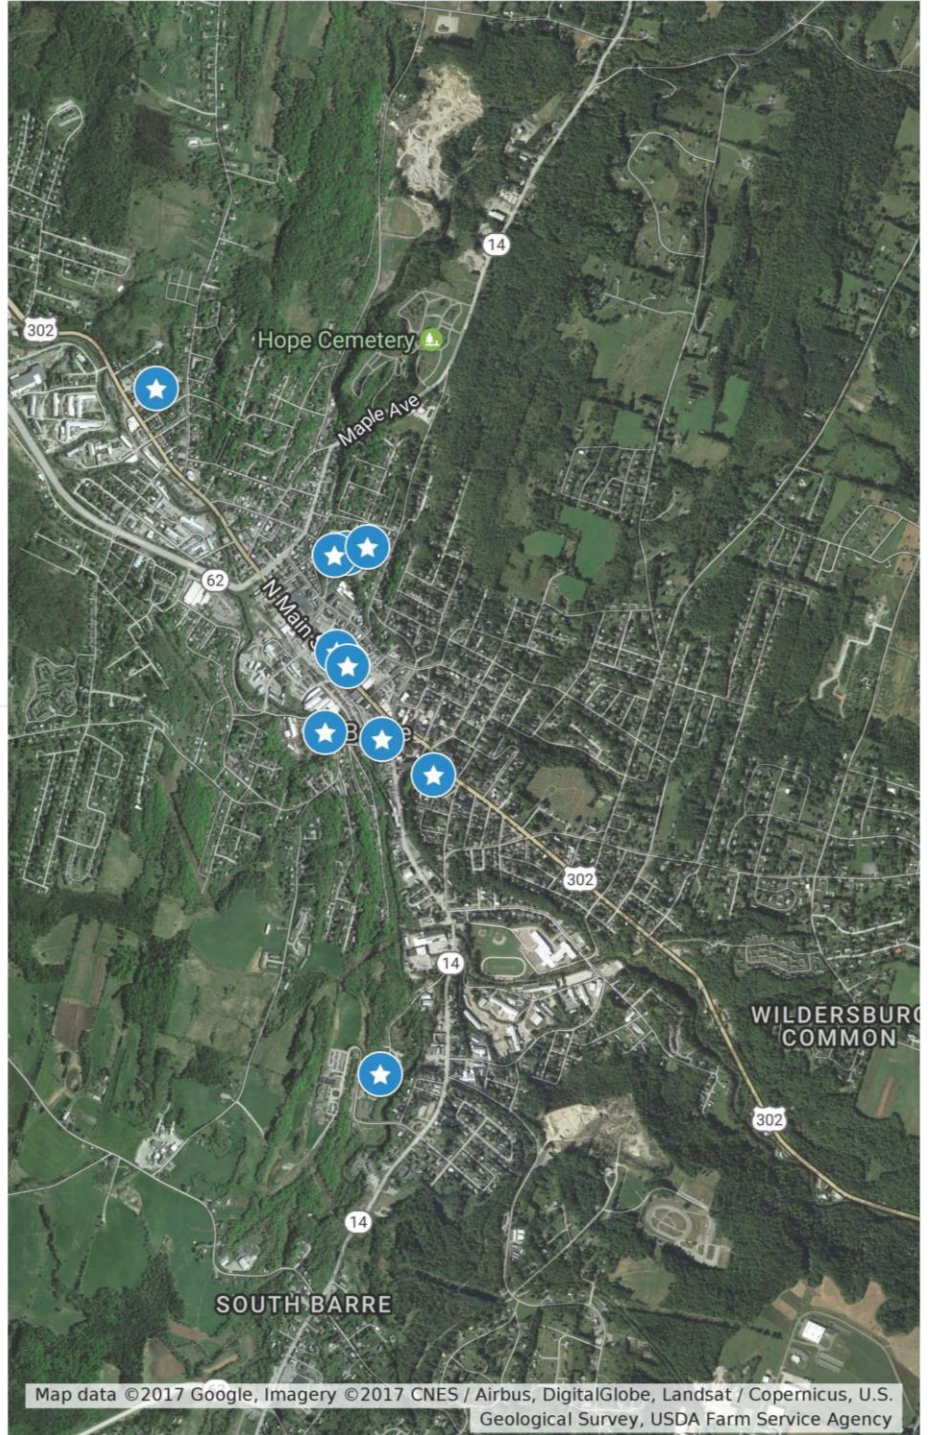 14
302
Hope Cemetery
Maple Ave
62
N Main
B
e
302
14
WILDERSBURG
COMMON
302
14
SOUTH BARRE
Map data ©2017 Google, Imagery ©2017 CNES / Airbus, DigitalGlobe, Landsat / Copernicus, U.S.
Geological Survey, USDA Farm Service Agency